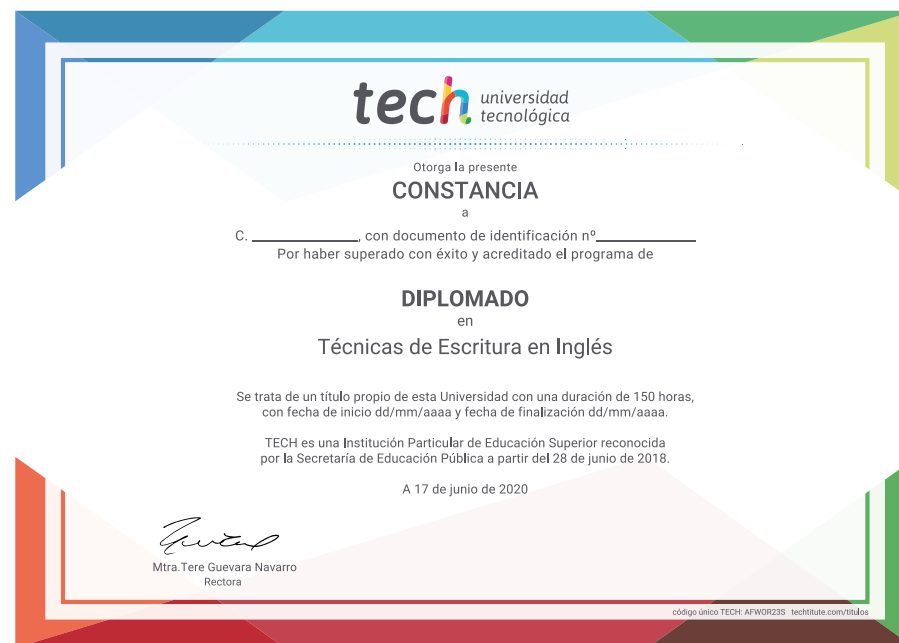 tech universidad
tecnológica
Otorga la presente
CONSTANCIA
a
C. ______________, con documento de identificación nº_____________
Por haber superado con éxito y acreditado el programa de
DIPLOMADO
en
Técnicas de Escritura en Inglés
Se trata de un título propio de esta Universidad con una duración de 150 horas,
con fecha de inicio dd/mm/aaaa y fecha de finalización dd/mm/aaaa.
TECH es una Institución Particular de Educación Superior reconocida
por la Secretaría de Educación Pública a partir del 28 de junio de 2018.
A 17 de junio de 2020
Mtra.Tere Guevara Navarro
Rectora
código único TECH: AFWOR23S techtitute.com/titulos